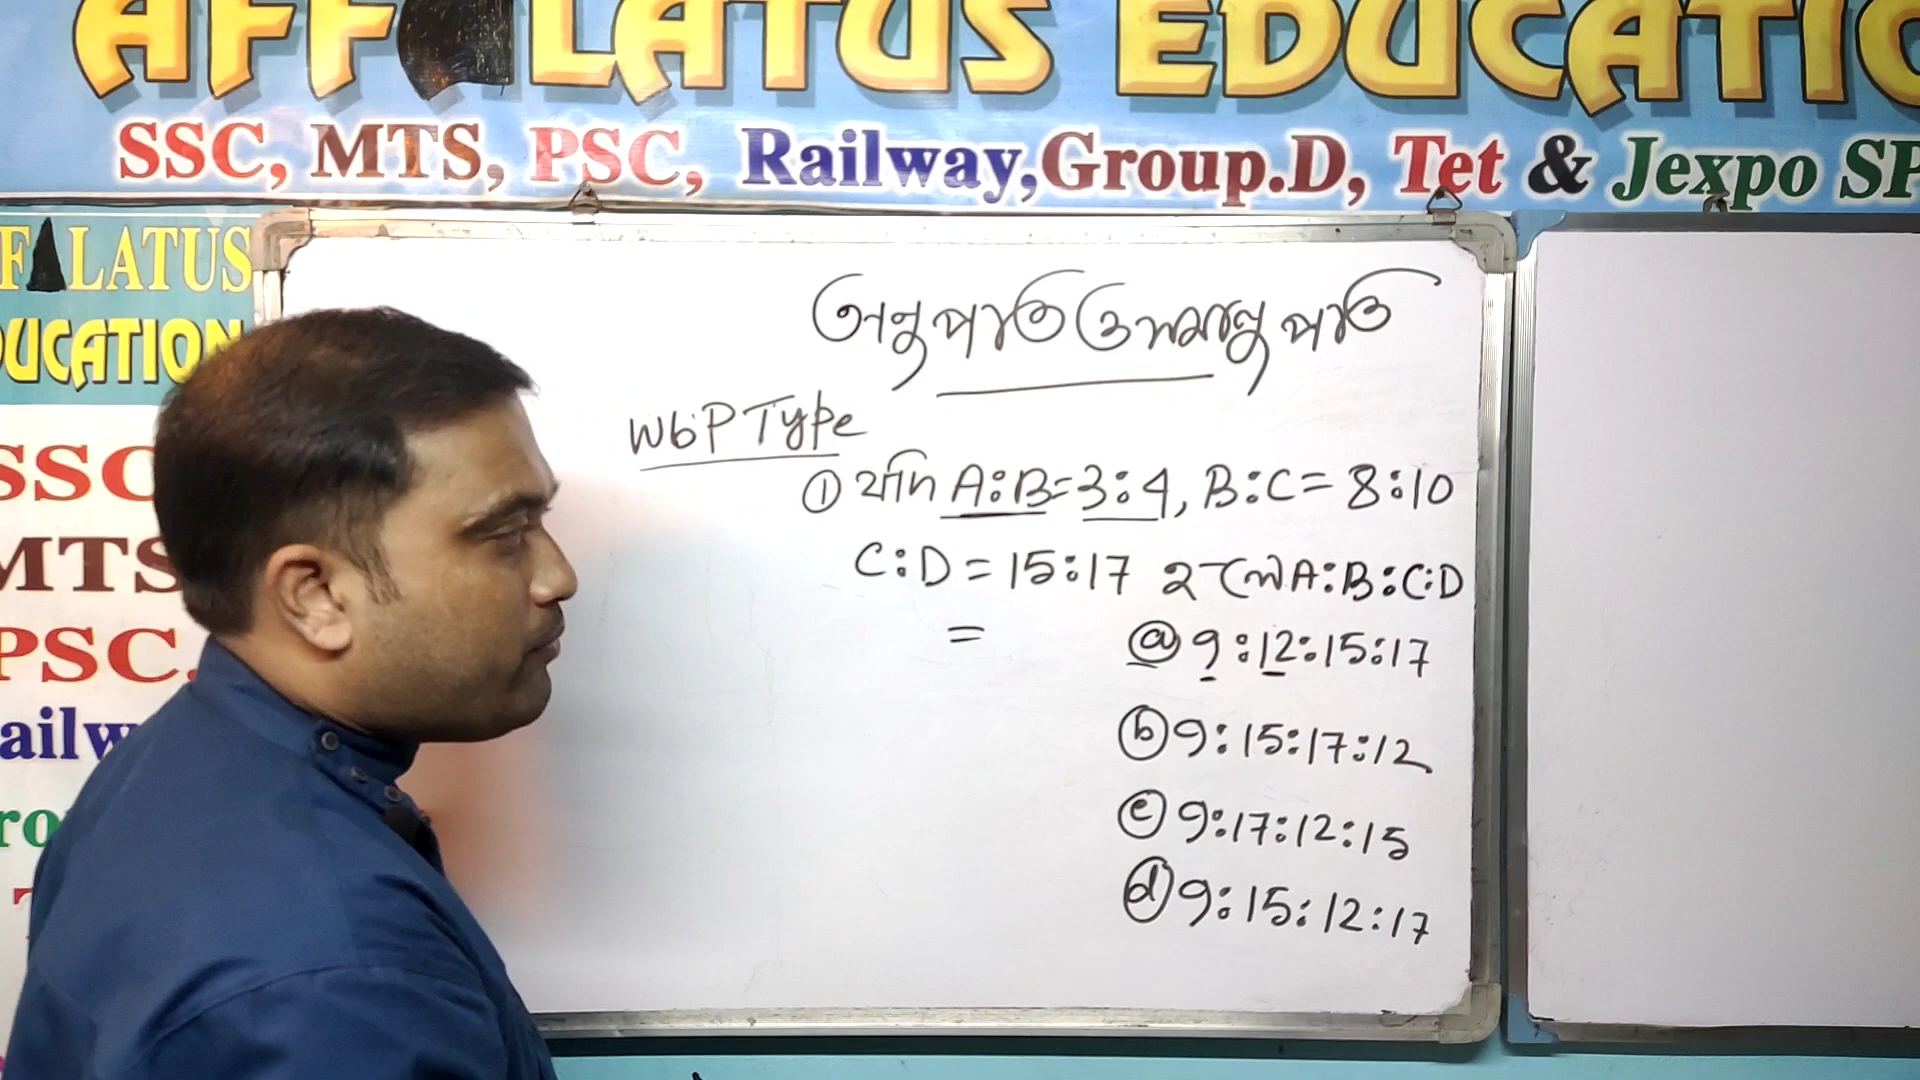 AFF LATUS EDUCATIO
SSC, MTS, PSC, Railway,Group.D, Tet & Jexpo SP
F LATUS
DUCATION
SSC
MTS
PSC.
ailw
ro
অনুপাত ও সমানুপাত
WbP Type
① যদি A:B=3:4, B:C= 8:10
C:D = 15:17 হলে A:B:C:D
=
ⓐ 9:12:15:17
ⓑ 9:15:17:12
ⓒ 9:17:12:15
ⓓ 9:15:12:17